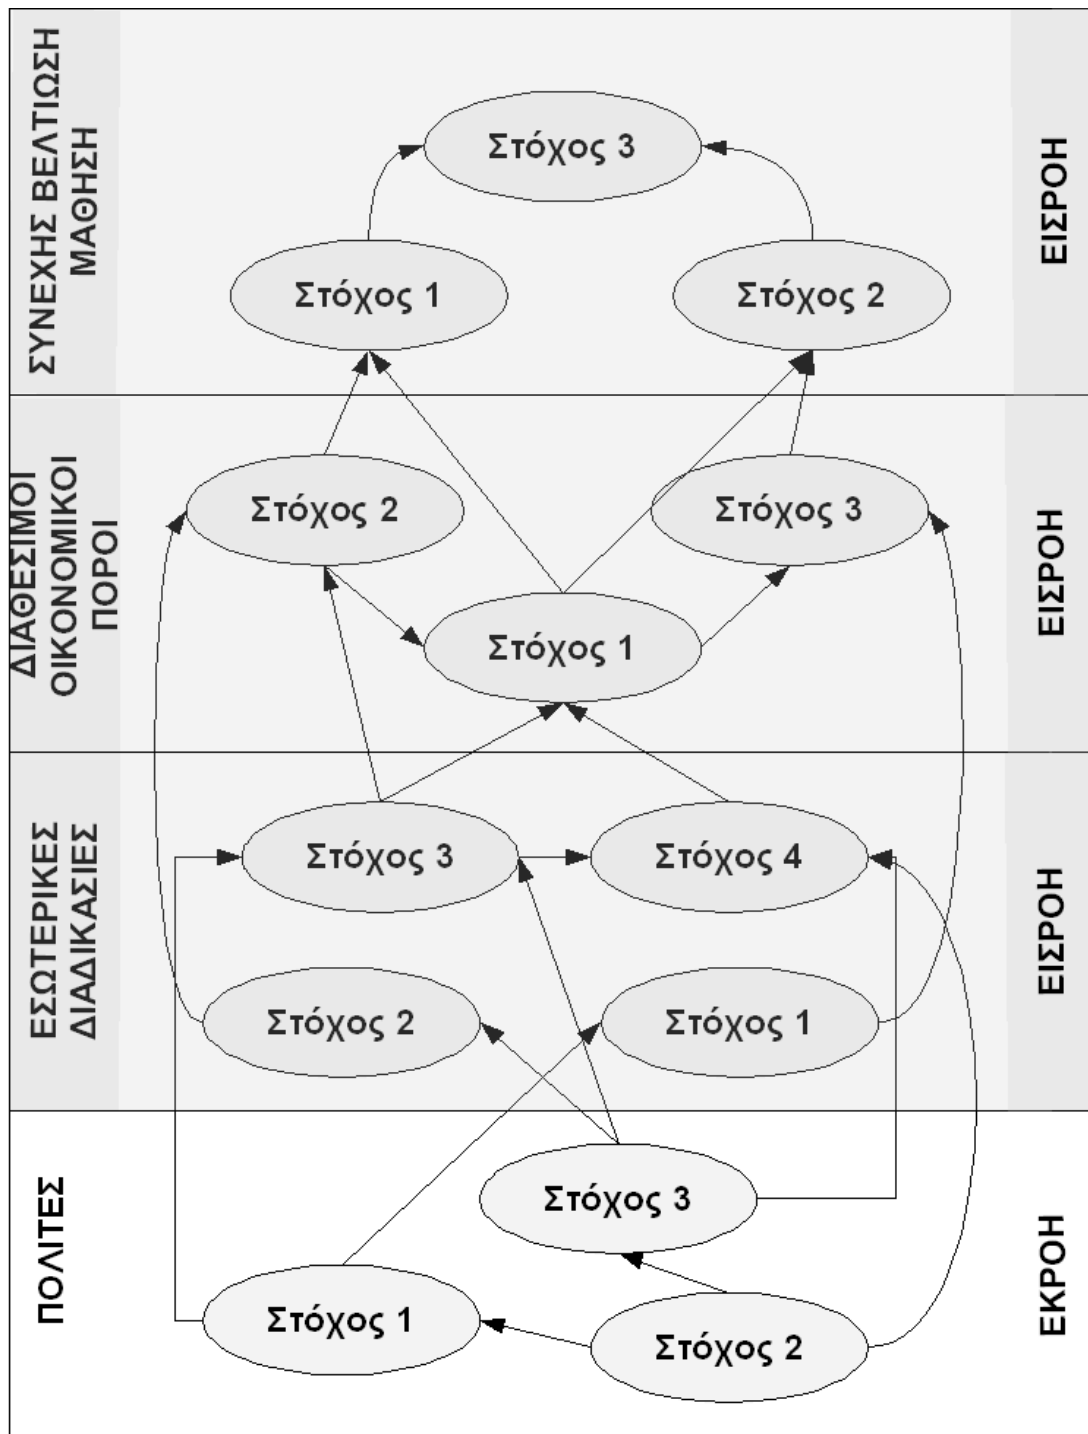 ΣΥΝΕΧΗΣ ΒΕΛΤΙΩΣΗ
ΜΑΘΗΣΗ
Στόχος 3
Στόχος 1
Στόχος 2
ΕΙΣΡΟΗ
ΔΙΑΘΕΣΙΜΟΙ
ΟΙΚΟΝΟΜΙΚΟΙ
ΠΟΡΟΙ
Στόχος 2
Στόχος 3
Στόχος 1
ΕΙΣΡΟΗ
ΕΣΩΤΕΡΙΚΕΣ
ΔΙΑΔΙΚΑΣΙΕΣ
Στόχος 3
Στόχος 4
Στόχος 2
Στόχος 1
ΕΙΣΡΟΗ
ΠΟΛΙΤΕΣ
Στόχος 3
Στόχος 1
Στόχος 2
ΕΚΡΟΗ